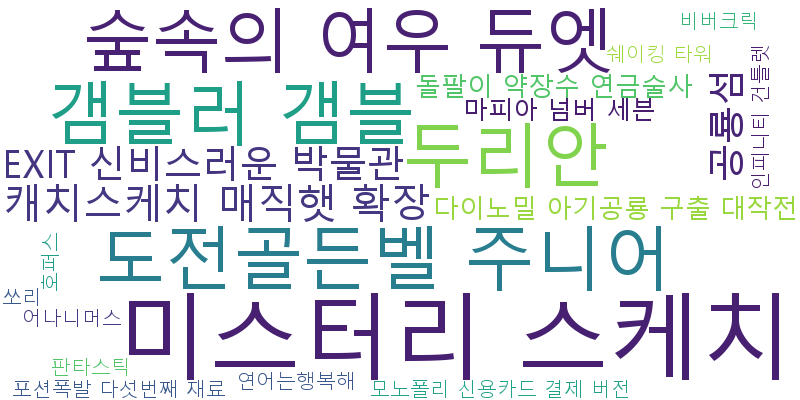 비버크릭
숲속의 여우 듀엣
쉐이킹 타워
갬블러 갬블
돌팔이 약장수 연금술사
마피아 넘버 세븐
공룡섬
인피니티 건틀렛
EXIT 신비스러운 박물관
두리안
캐치스케치 매직햇 확장
다이노밀 아기공룡 구출 대작전
도전골든벨 주니어
호퍼스
쏘리
어나니머스
미스터리 스케치
판타스틱
포션폭발 다섯번째 재료
연어는행복해
모노폴리 신용카드 결제 버전